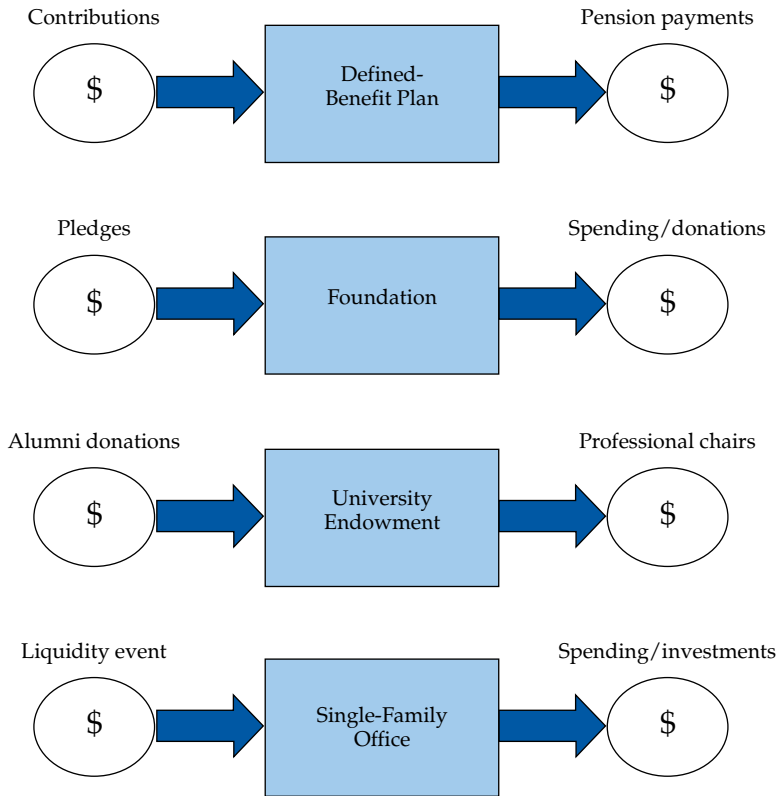 Contributions
Pension payments
$
Defined-
Benefit Plan
$
Pledges
Spending/donations
$
Foundation
$
Alumni donations
Professional chairs
$
University
Endowment
$
Liquidity event
Spending/investments
$
Single-Family
Office
$